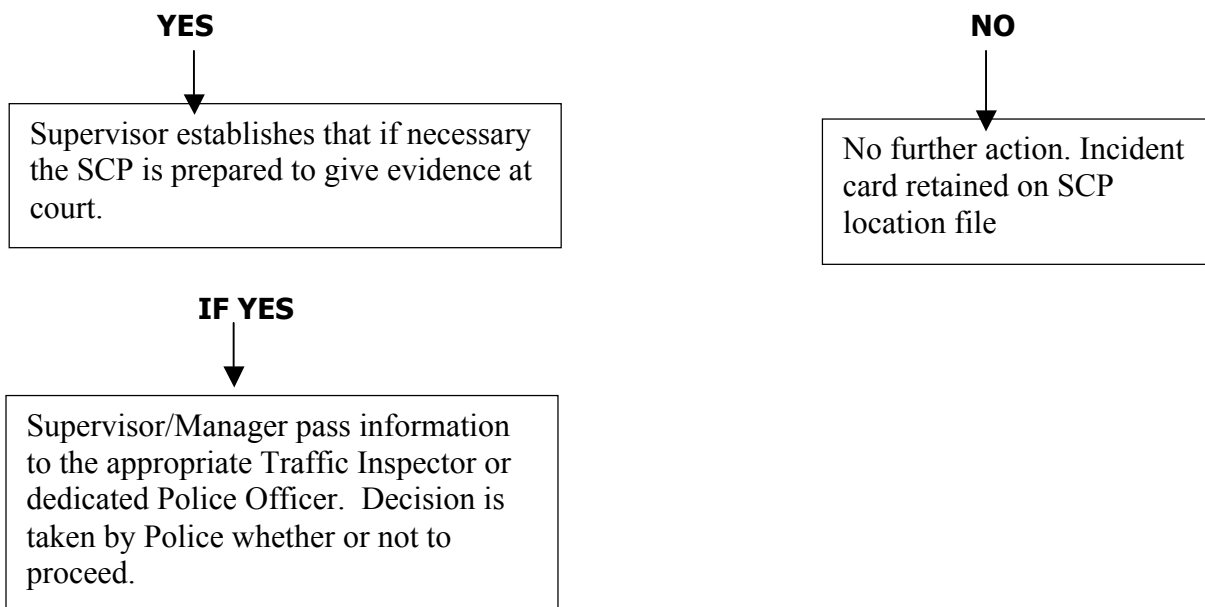 YES
Supervisor establishes that if necessary
the SCP is prepared to give evidence at
court.
NO
No further action. Incident
card retained on SCP
location file
IF YES
Supervisor/Manager pass information
to the appropriate Traffic Inspector or
dedicated Police Officer.  Decision is
taken by Police whether or not to
proceed.